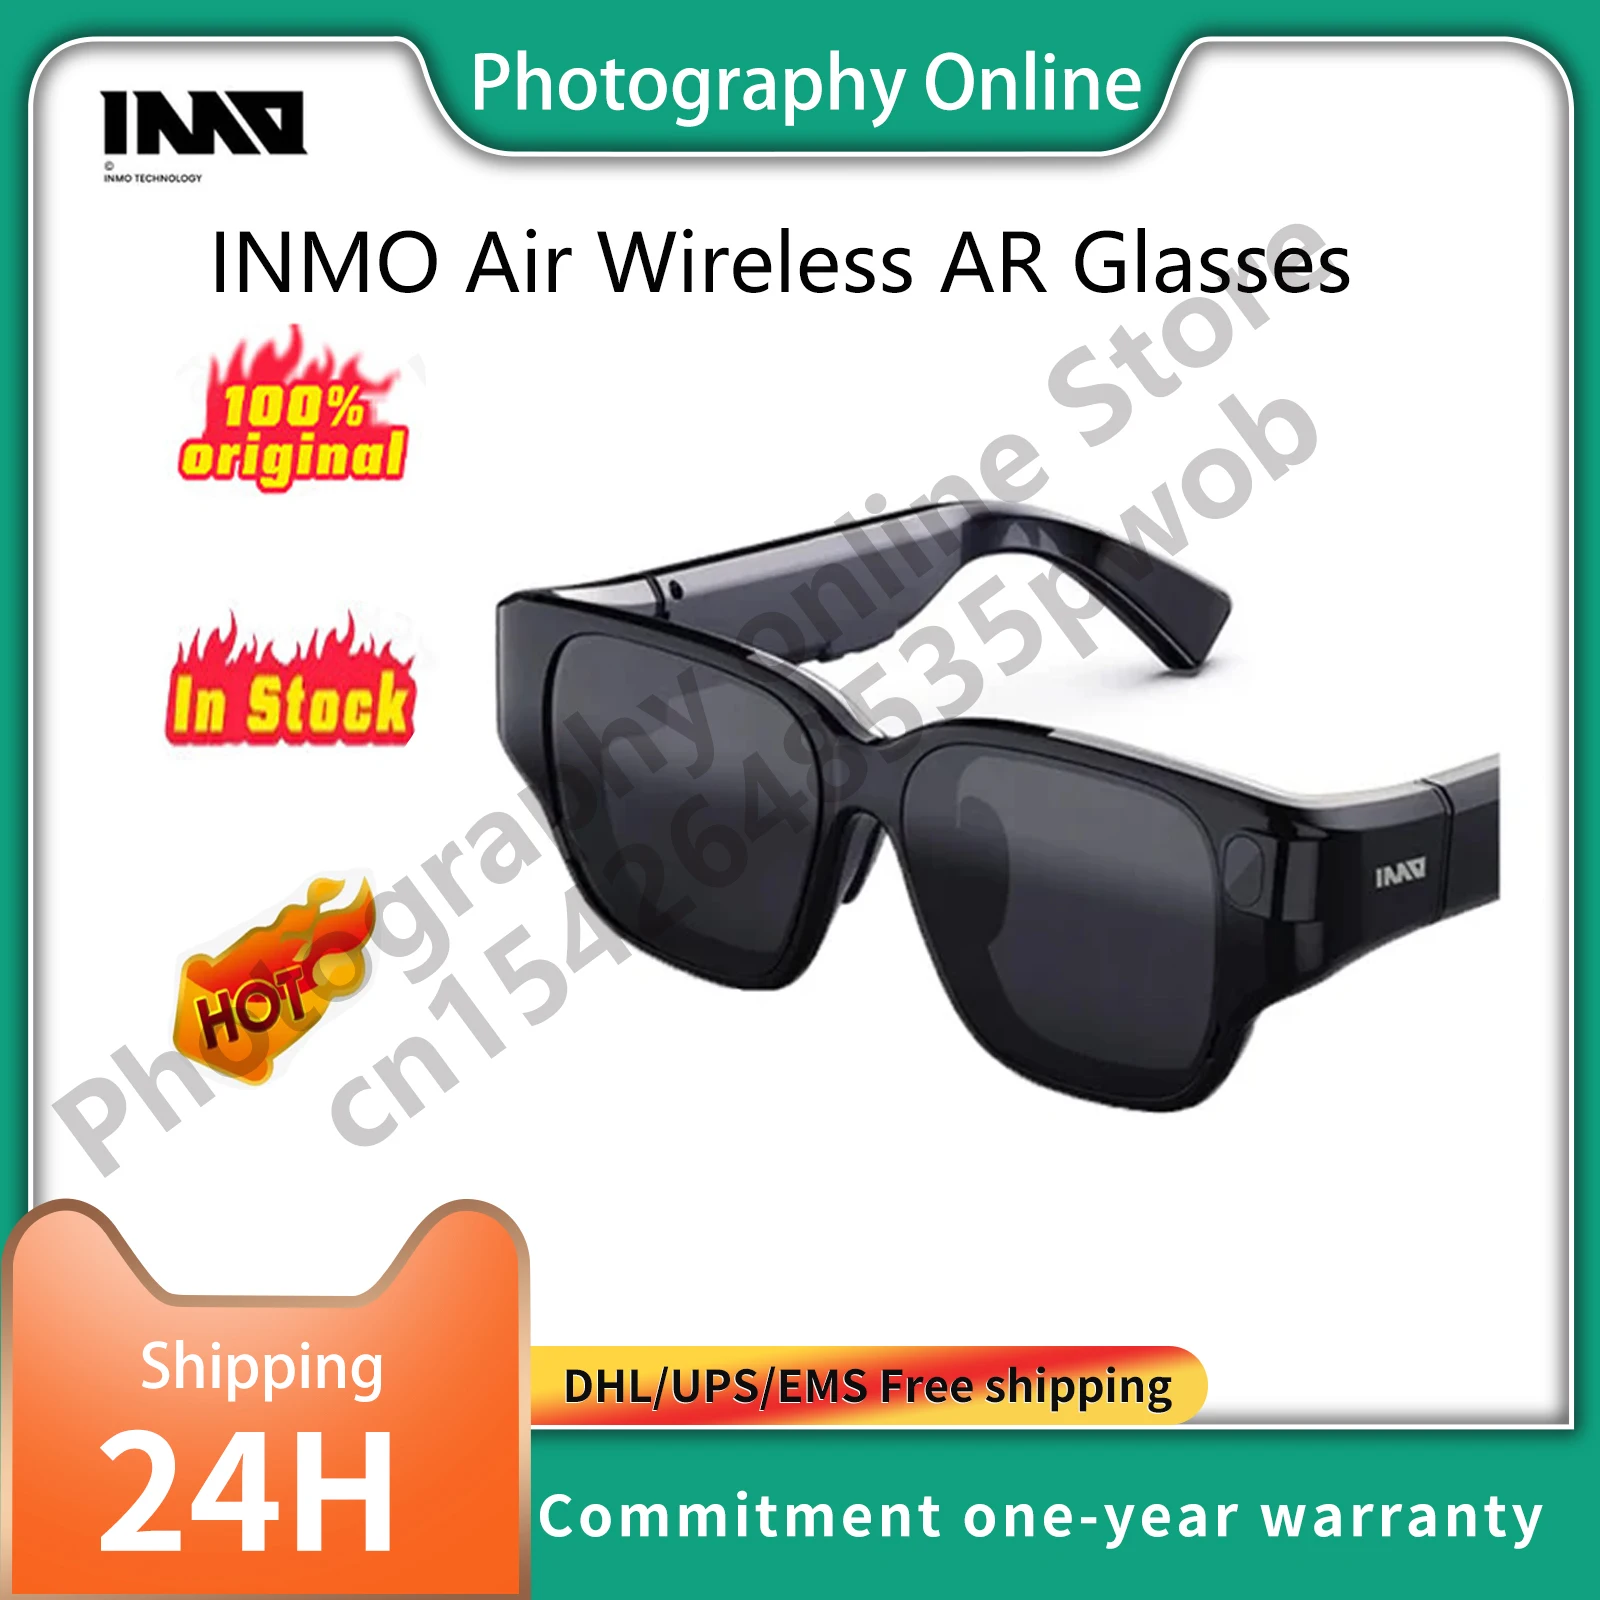 Photography Online
INMO
©
INMO TECHNOLOGY
INMO Air Wireless AR Glasses
100%
original
In Stock
HOT
INMO
Photography online Store
cn1542648535pwob
Shipping
24H
DHL/UPS/EMS Free shipping
Commitment one-year warranty